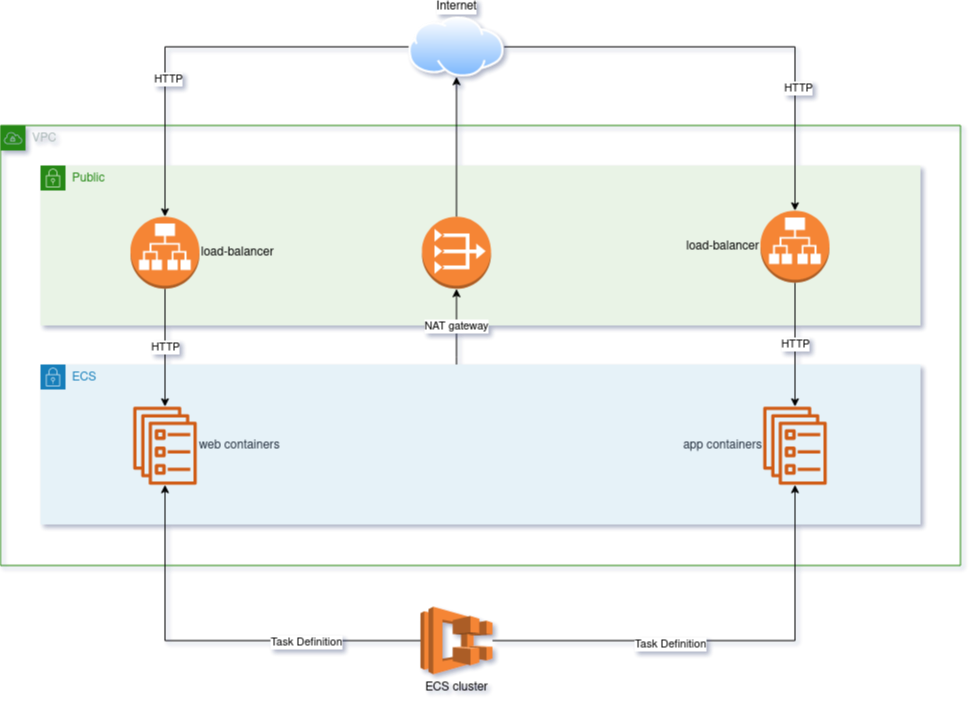 Internet
HTTP
HTTP
VPC
Public
load-balancer
load-balancer
NAT gateway
HTTP
HTTP
ECS
web containers
app containers
Task Definition
Task Definition
ECS cluster